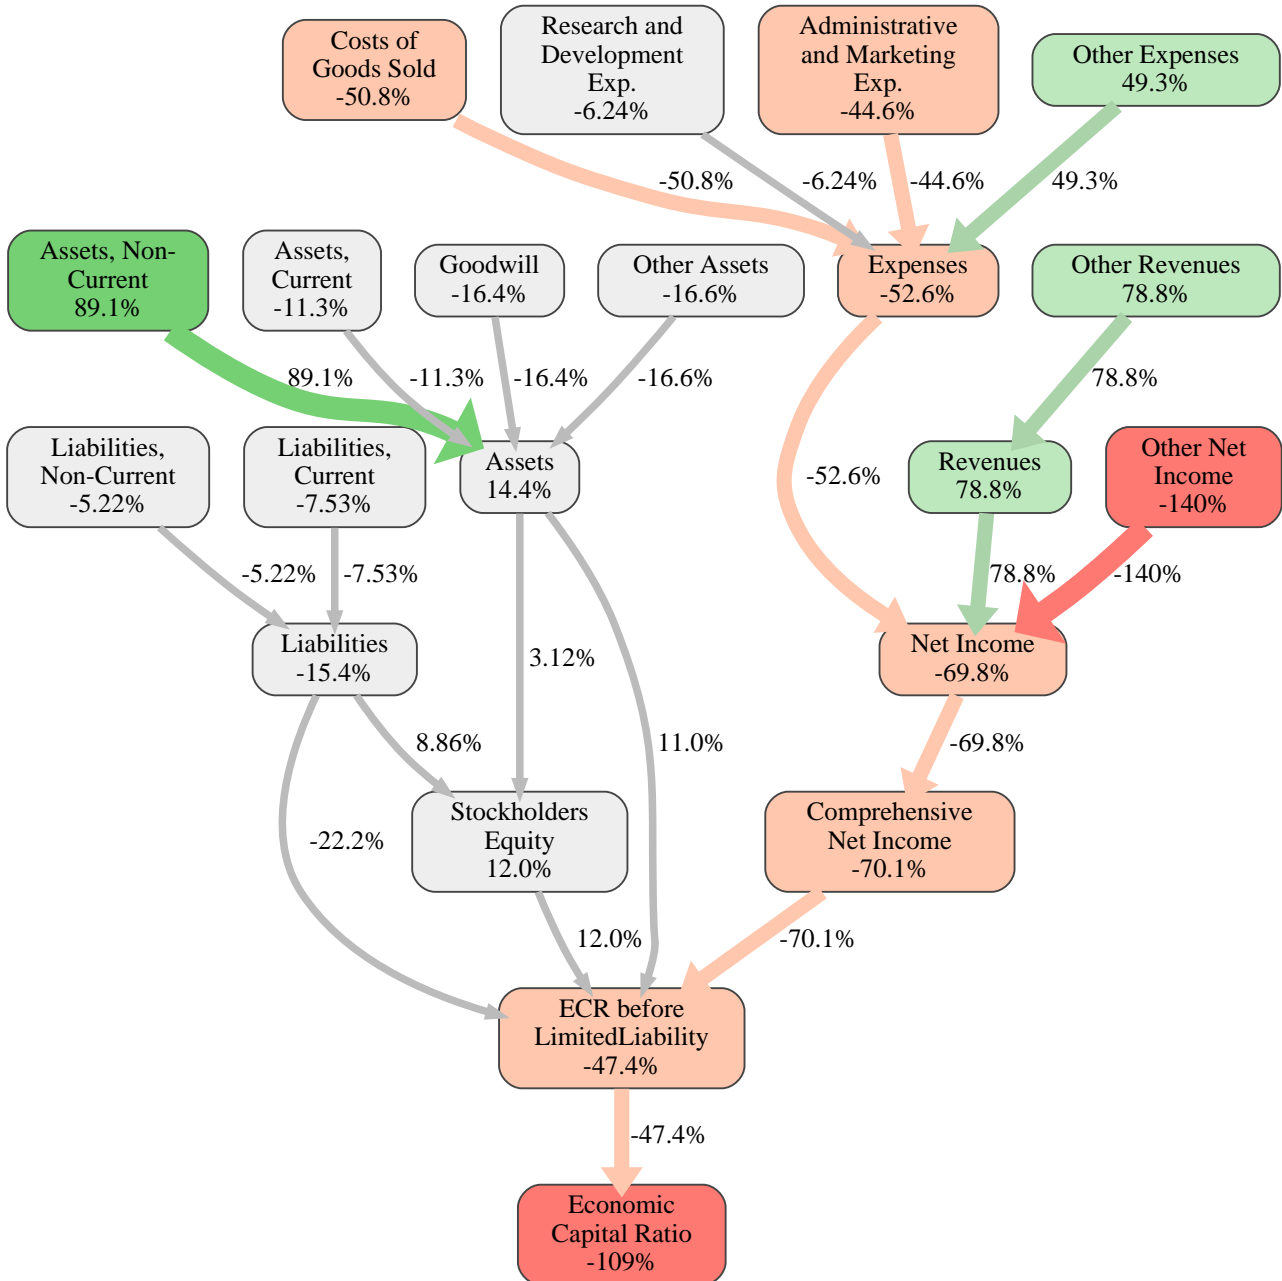 Costs of
Goods Sold
-50.8%
Research and
Development
Exp.
-6.24%
Administrative
and Marketing
Exp.
-44.6%
Other Expenses
49.3%
-50.8%
-6.24%
-44.6%
49.3%
Assets, Non-
Current
89.1%
Assets,
Current
-11.3%
Goodwill
-16.4%
Other Assets
-16.6%
Expenses
-52.6%
Other Revenues
78.8%
89.1%
-11.3%
-16.4%
-16.6%
78.8%
Liabilities,
Non-Current
-5.22%
Liabilities,
Current
-7.53%
Assets
14.4%
-52.6%
Revenues
78.8%
Other Net
Income
-140%
-5.22%
-7.53%
78.8%
-140%
Liabilities
-15.4%
3.12%
Net Income
-69.8%
8.86%
11.0%
-69.8%
-22.2%
Stockholders
Equity
12.0%
Comprehensive
Net Income
-70.1%
12.0%
-70.1%
ECR before
LimitedLiability
-47.4%
-47.4%
Economic
Capital Ratio
-109%